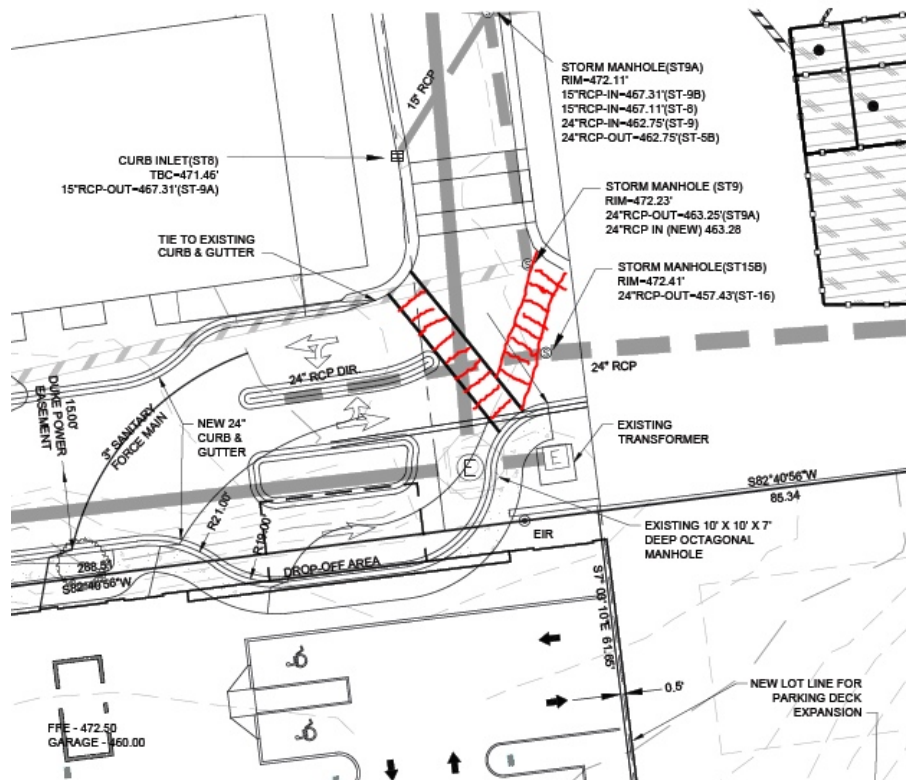 STORM MANHOLE(ST9A)
RIM=472.11'
15"RCP-IN=467.31'(ST-9B)
15"RCP-IN=467.11'(ST-8)
24"RCP-IN=462.75'(ST-9)
24"RCP-OUT=462.75'(ST-5B)
15" RCP
CURB INLET(ST8)
TBC=471.46'
15"RCP-OUT=467.31'(ST-9A)
STORM MANHOLE (ST9)
RIM=472.23'
24"RCP-OUT=463.25'(ST9A)
24"RCP IN (NEW) 463.28
TIE TO EXISTING
CURB & GUTTER
S
STORM MANHOLE(ST15B)
RIM=472.41'
24"RCP-OUT=457.43'(ST-16)
S
24" RCP DIR.
24" RCP
15.00'
DUKE POWER
EASEMENT
3" SANITARY
FORCE MAIN
NEW 24"
CURB &
GUTTER
EXISTING
TRANSFORMER
E
E
S82°40'56"W
85.34
R21.00'
R19.00'
EIR
EXISTING 10' X 10' X 7'
DEEP OCTAGONAL
MANHOLE
DROP-OFF AREA
288.51
S82°40'56"W
S7° 08'10"E 61.65'
0.5'
NEW LOT LINE FOR
PARKING DECK
EXPANSION
FFE - 472.50
GARAGE - 460.00